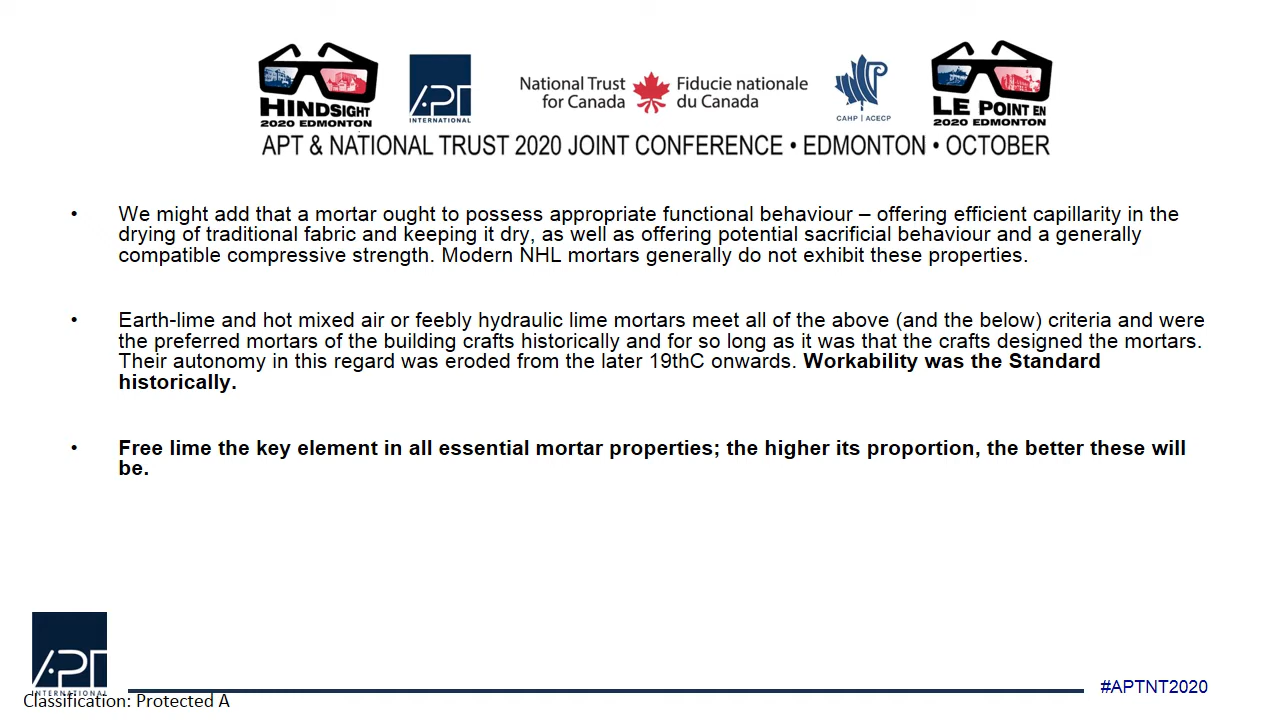 HINDSIGHT
2020 EDMONTON
APT
INTERNATIONAL
National Trust
for Canada
Fiducie nationale
du Canada
CAHP | ACECP
LE POINT EN
2020 EDMONTON
APT & NATIONAL TRUST 2020 JOINT CONFERENCE • EDMONTON • OCTOBER
• We might add that a mortar ought to possess appropriate functional behaviour – offering efficient capillarity in the
drying of traditional fabric and keeping it dry, as well as offering potential sacrificial behaviour and a generally
compatible compressive strength. Modern NHL mortars generally do not exhibit these properties.
• Earth-lime and hot mixed air or feebly hydraulic lime mortars meet all of the above (and the below) criteria and were
the preferred mortars of the building crafts historically and for so long as it was that the crafts designed the mortars.
Their autonomy in this regard was eroded from the later 19thC onwards. Workability was the Standard
historically.
• Free lime the key element in all essential mortar properties; the higher its proportion, the better these will
be.
APT
INTERNATIONAL
Classification: Protected A
#APTNT2020